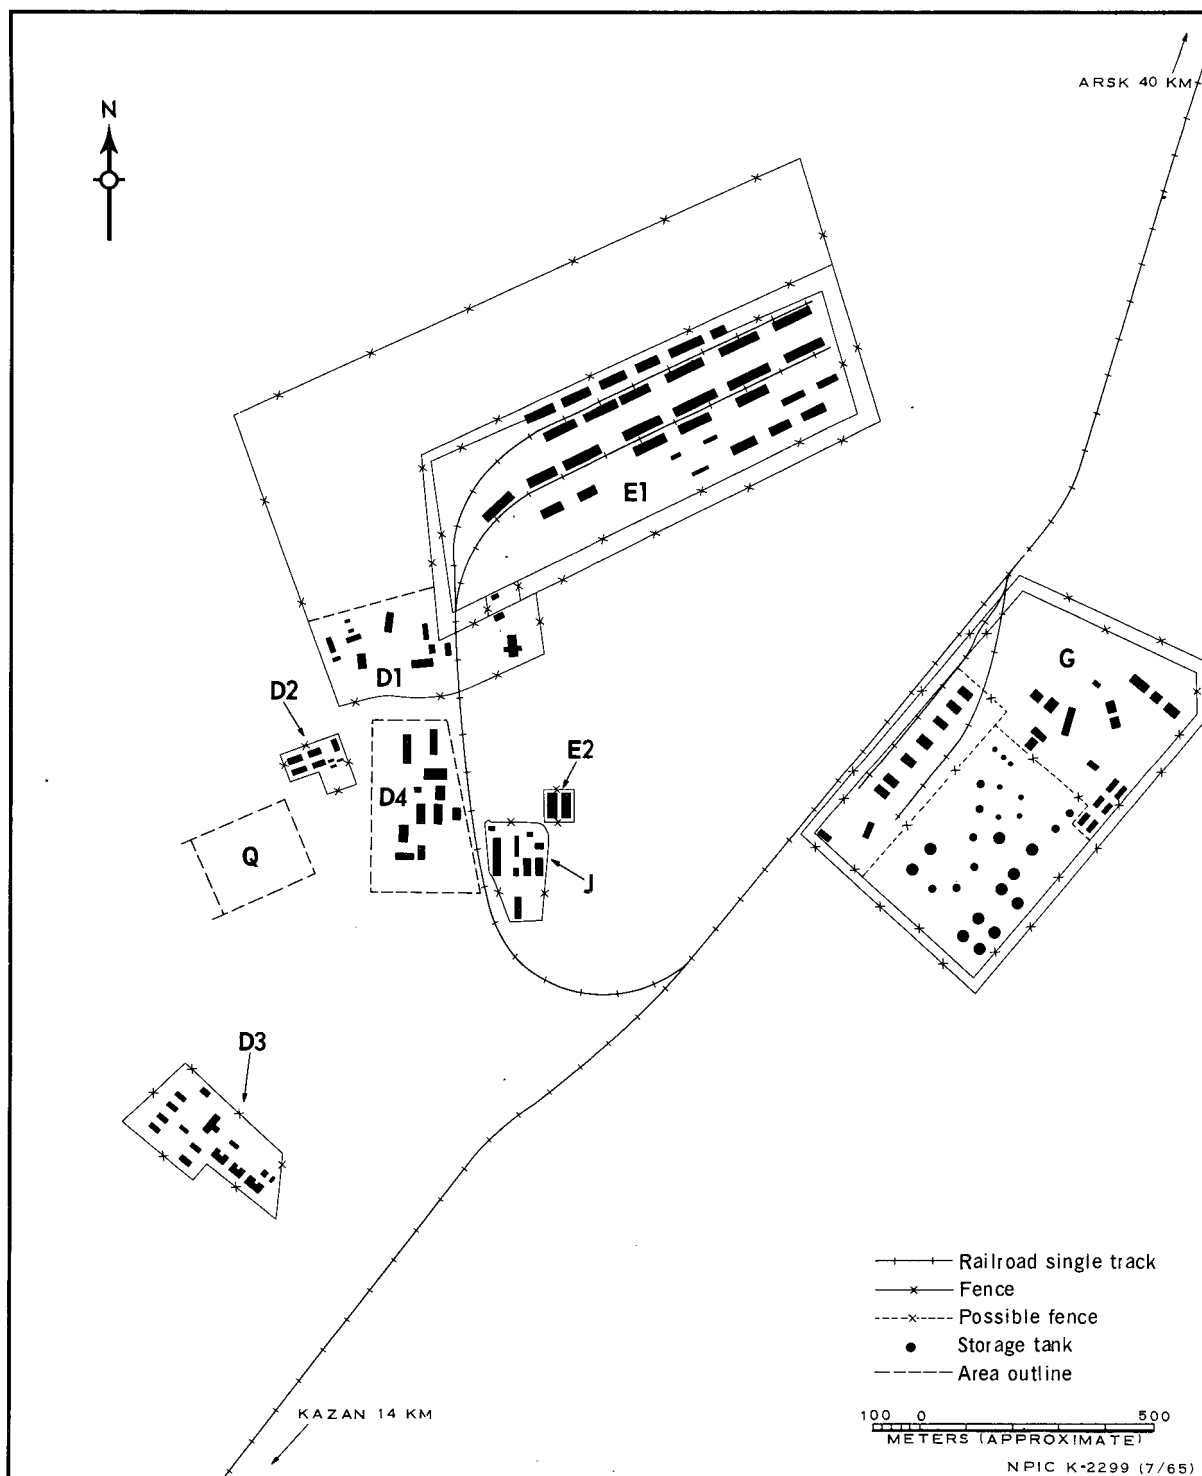 ARSK 40 KM
N
E1
G
D1
D2
E2
D4
Q
J
D3
Railroad single track
Fence
Possible fence
Storage tank
Area outline
KAZAN 14 KM
100 0 500
METERS (APPROXIMATE)
NPIC K-2299 (7/65)